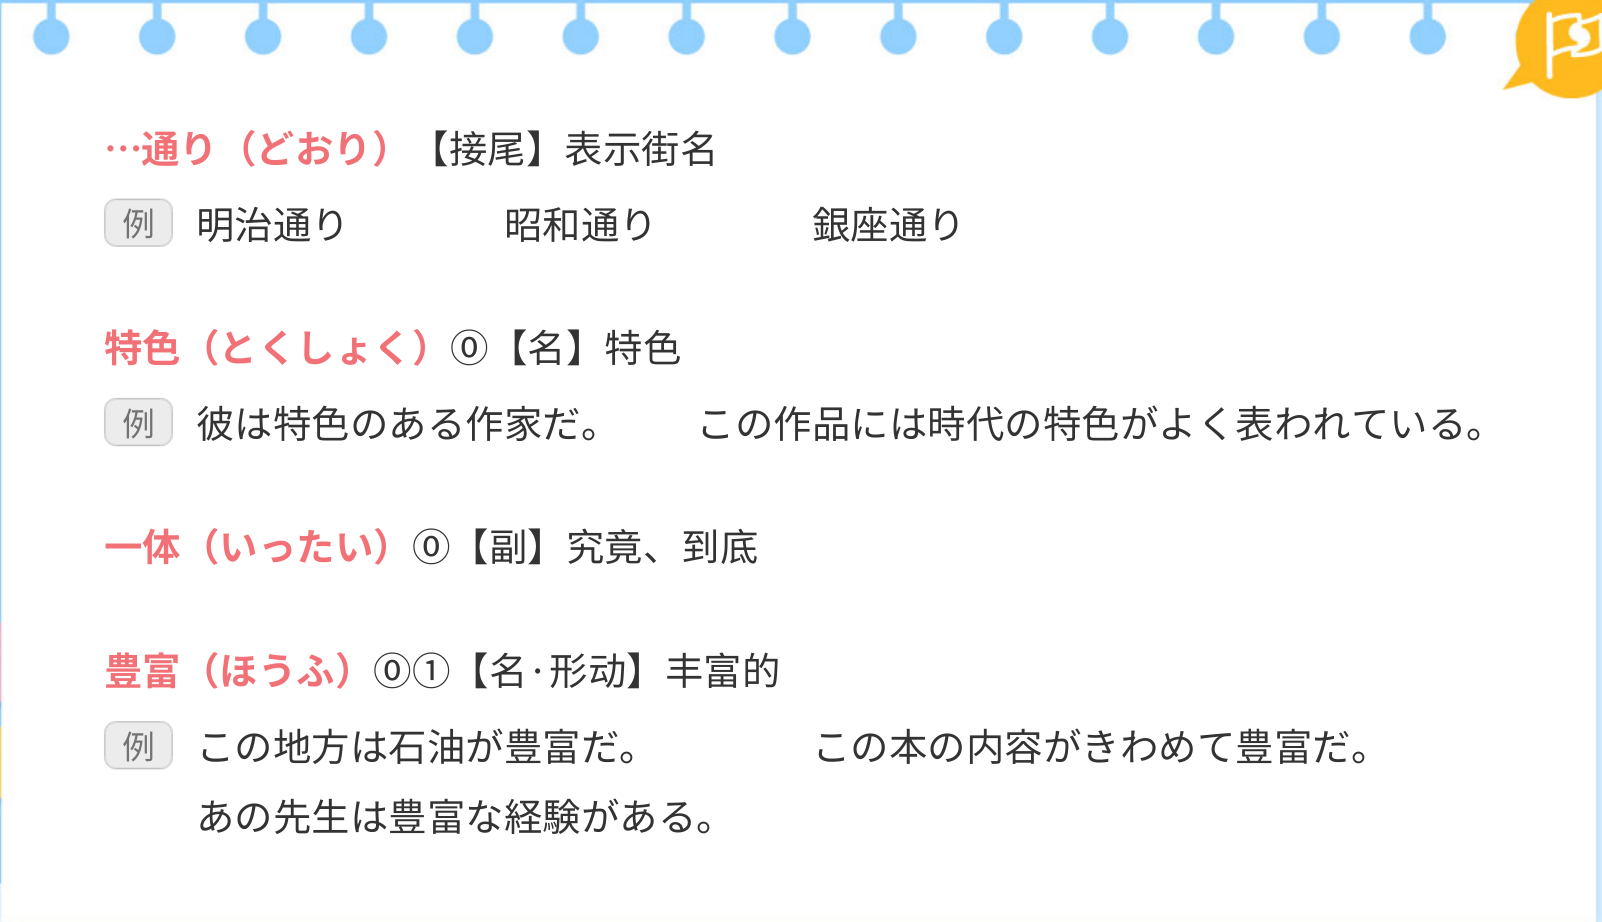 …通り（どおり）【接尾】表示街名
例 明治通り 昭和通り 銀座通り
特色（とくしょく）⓪【名】特色
例 彼は特色のある作家だ。 この作品には時代の特色がよく表われている。
一体（いったい）⓪【副】究竟、到底
豊富（ほうふ）⓪①【名·形动】丰富的
例 この地方は石油が豊富だ。 この本の内容がきわめて豊富だ。
あの先生は豊富な経験がある。